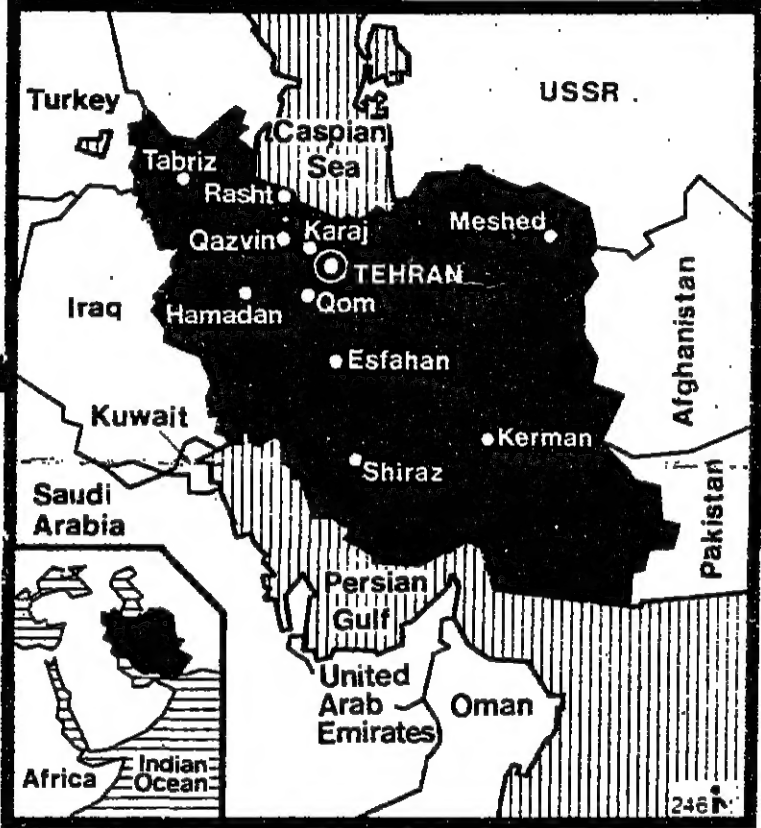 USSR
Turkey
Caspian
Sea
Tabriz
Rasht
Meshed
Karaj
Qazvin
TEHRAN
Iraq
Hamadan
Qom
Afghanistan
Esfahan
Kuwait
Kerman
Shiraz
Saudi
Arabia
Pakistan
Persian
Gulf
United
Arab
Emirates
Oman
Africa
Indian
Ocean
246